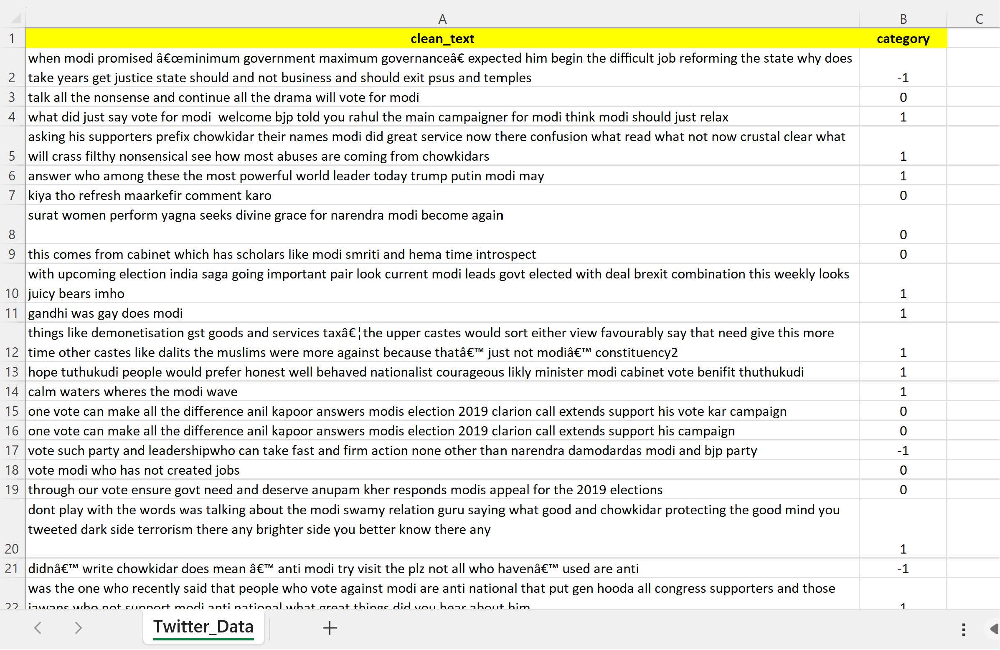 A B C
1 clean_text category
when modi promised â€œminimum government maximum governanceâ€ expected him begin the difficult job reforming the state why does
2 take years get justice state should and not business and should exit psus and temples -1
3 talk all the nonsense and continue all the drama will vote for modi 0
4 what did just say vote for modi  welcome bjp told you rahul the main campaigner for modi think modi should just relax 1
asking his supporters prefix chowkidar their names modi did great service now there confusion what read what not now crustal clear what
5 will crass filthy nonsensical see how most abuses are coming from chowkidars 1
6 answer who among these the most powerful world leader today trump putin modi may 1
7 kiya tho refresh maarkefir comment karo 0
surat women perform yagna seeks divine grace for narendra modi become again
8 0
9 this comes from cabinet which has scholars like modi smriti and hema time introspect 0
with upcoming election india saga going important pair look current modi leads govt elected with deal brexit combination this weekly looks
10 juicy bears imho 1
11 gandhi was gay does modi 1
things like demonetisation gst goods and services taxâ€¦the upper castes would sort either view favourably say that need give this more
12 time other castes like dalits the muslims were more against because thatâ€™ just not modiâ€™ constituency2 1
13 hope tuthukudi people would prefer honest well behaved nationalist courageous likly minister modi cabinet vote benifit thuthukudi 1
14 calm waters wheres the modi wave 1
15 one vote can make all the difference anil kapoor answers modis election 2019 clarion call extends support his vote kar campaign 0
16 one vote can make all the difference anil kapoor answers modis election 2019 clarion call extends support his campaign 0
17 vote such party and leadershipwho can take fast and firm action none other than narendra damodardas modi and bjp party -1
18 vote modi who has not created jobs 0
19 through our vote ensure govt need and deserve anupam kher responds modis appeal for the 2019 elections 0
dont play with the words was talking about the modi swamy relation guru saying what good and chowkidar protecting the good mind you
tweeted dark side terrorism there any brighter side you better know there any
20 1
21 didnâ€™ write chowkidar does mean â€™ anti modi try visit the plz not all who havenâ€™ used are anti -1
was the one who recently said that people who vote against modi are anti national that put gen hooda all congress supporters and those
22 jawans who not support modi anti national what great things did you hear about him 1
Twitter_Data